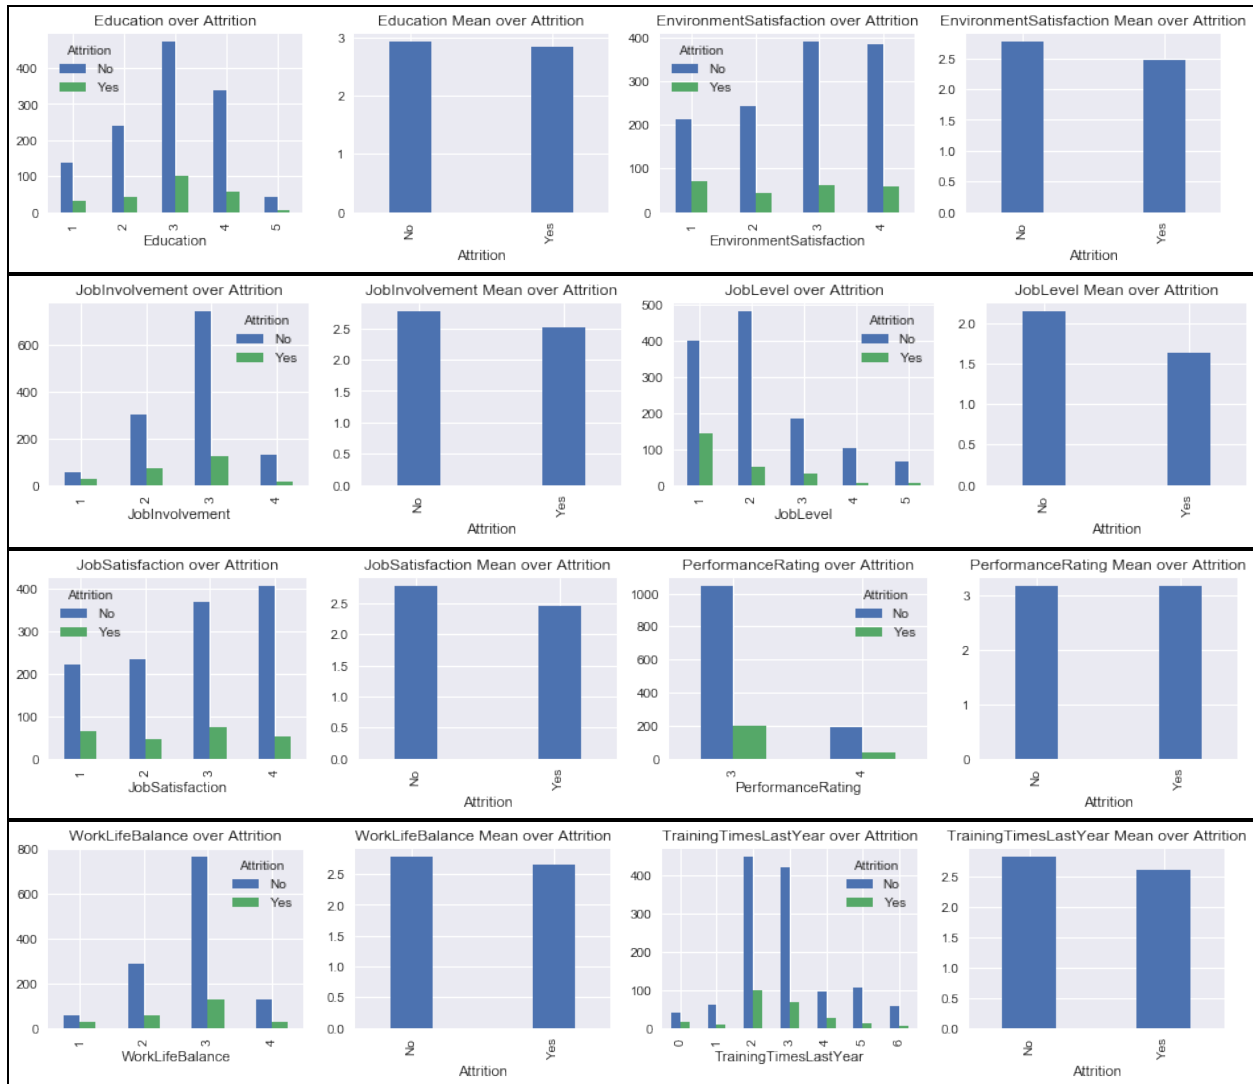 Education over Attrition
Attrition
No
Yes
400
300
200
100
0
1 2 3 4 5
Education
Education Mean over Attrition
3
2
1
0
No Yes
Attrition
EnvironmentSatisfaction over Attrition
Attrition
No
Yes
400
300
200
100
0
1 2 3 4
EnvironmentSatisfaction
EnvironmentSatisfaction Mean over Attrition
2.5
2.0
1.5
1.0
0.5
0.0
No Yes
Attrition
JobInvolvement over Attrition
Attrition
No
Yes
600
400
200
0
1 2 3 4
JobInvolvement
JobInvolvement Mean over Attrition
2.5
2.0
1.5
1.0
0.5
0.0
No Yes
Attrition
JobLevel over Attrition
Attrition
No
Yes
500
400
300
200
100
0
1 2 3 4 5
JobLevel
JobLevel Mean over Attrition
2.0
1.5
1.0
0.5
0.0
No Yes
Attrition
JobSatisfaction over Attrition
Attrition
No
Yes
400
300
200
100
0
1 2 3 4
JobSatisfaction
JobSatisfaction Mean over Attrition
2.5
2.0
1.5
1.0
0.5
0.0
No Yes
Attrition
PerformanceRating over Attrition
Attrition
No
Yes
1000
800
600
400
200
0
3 4
PerformanceRating
PerformanceRating Mean over Attrition
3
2
1
0
No Yes
Attrition
WorkLifeBalance over Attrition
Attrition
No
Yes
800
600
400
200
0
1 2 3 4
WorkLifeBalance
WorkLifeBalance Mean over Attrition
2.5
2.0
1.5
1.0
0.5
0.0
No Yes
Attrition
TrainingTimesLastYear over Attrition
Attrition
No
Yes
400
300
200
100
0
0 1 2 3 4 5 6
TrainingTimesLastYear
TrainingTimesLastYear Mean over Attrition
2.5
2.0
1.5
1.0
0.5
0.0
No Yes
Attrition